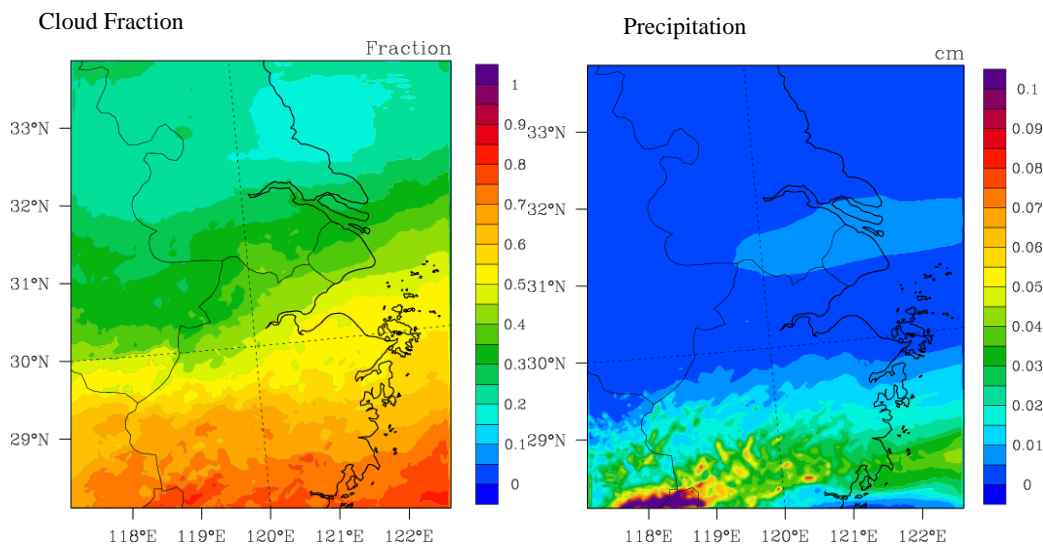 Cloud Fraction
Fraction
33°N
32°N
31°N
30°N
29°N
118°E 119°E 120°E 121°E 122°E
1
0.9
0.8
0.7
0.6
0.5
0.4
0.3
0.2
0.1
0
Precipitation
cm
33°N
32°N
31°N
30°N
29°N
118°E 119°E 120°E 121°E 122°E
0.1
0.09
0.08
0.07
0.06
0.05
0.04
0.03
0.02
0.01
0